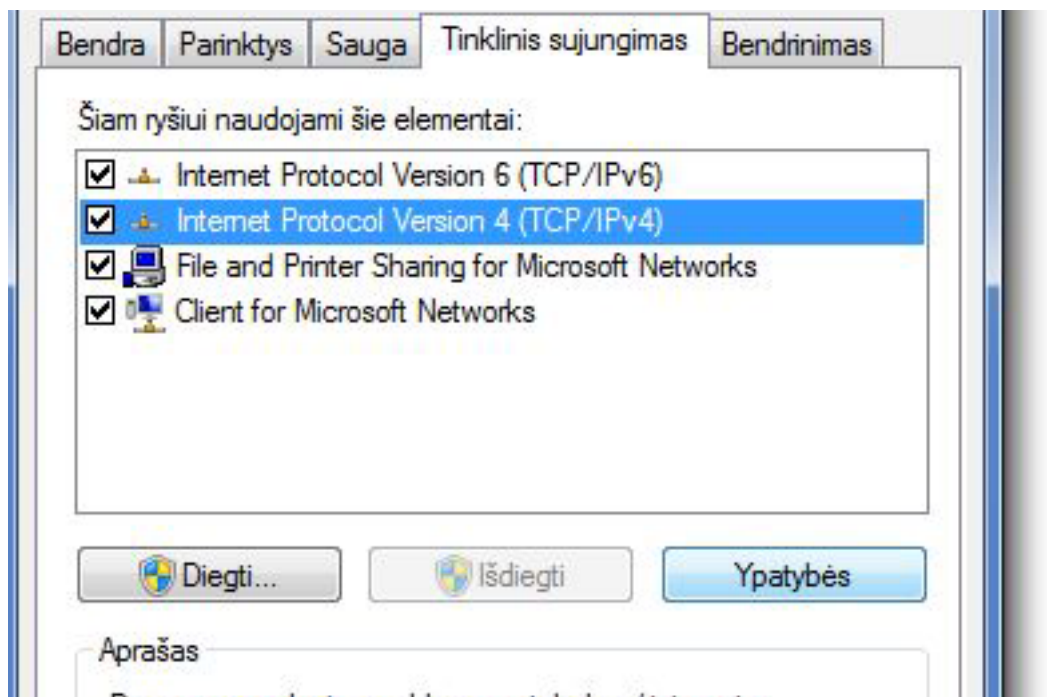 Bendra Parinktys Sauga Tinklinis sujungimas Bendrinimas
Šiam ryšiui naudojami šie elementai:
Internet Protocol Version 6 (TCP/IPv6)
Internet Protocol Version 4 (TCP/IPv4)
File and Printer Sharing for Microsoft Networks
Client for Microsoft Networks
Diegti... Išdiegti Ypatybės
Aprašas